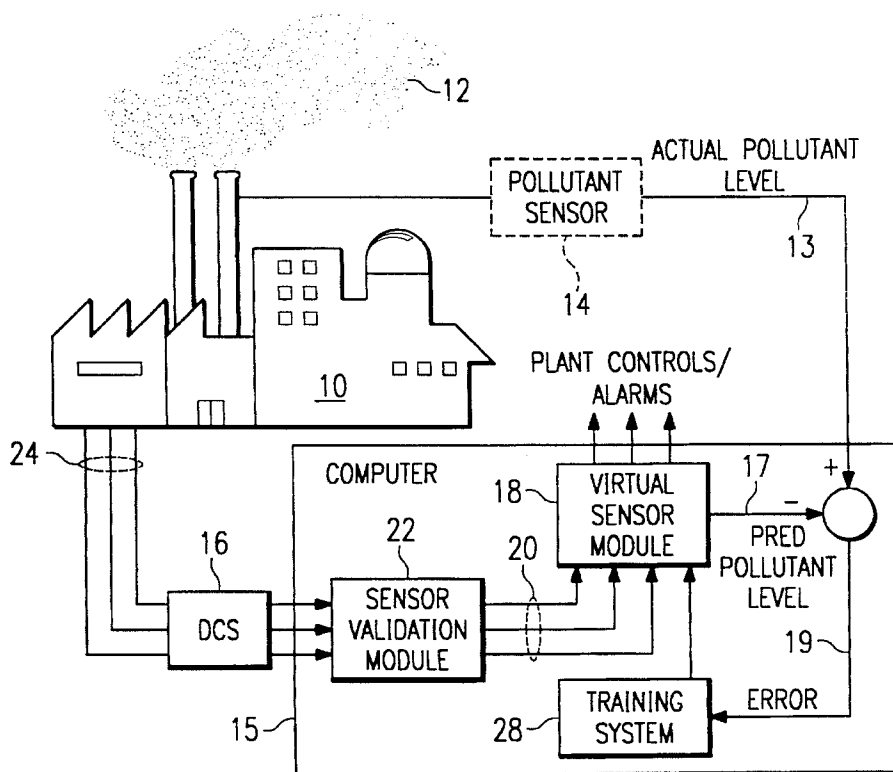 12
POLLUTANT
SENSOR
14
ACTUAL POLLUTANT
LEVEL
13
10
PLANT CONTROLS/
ALARMS
24
COMPUTER
18
VIRTUAL
SENSOR
MODULE
17
+
−
PRED
POLLUTANT
LEVEL
16
DCS
22
SENSOR
VALIDATION
MODULE
20
19
15
28
TRAINING
SYSTEM
ERROR